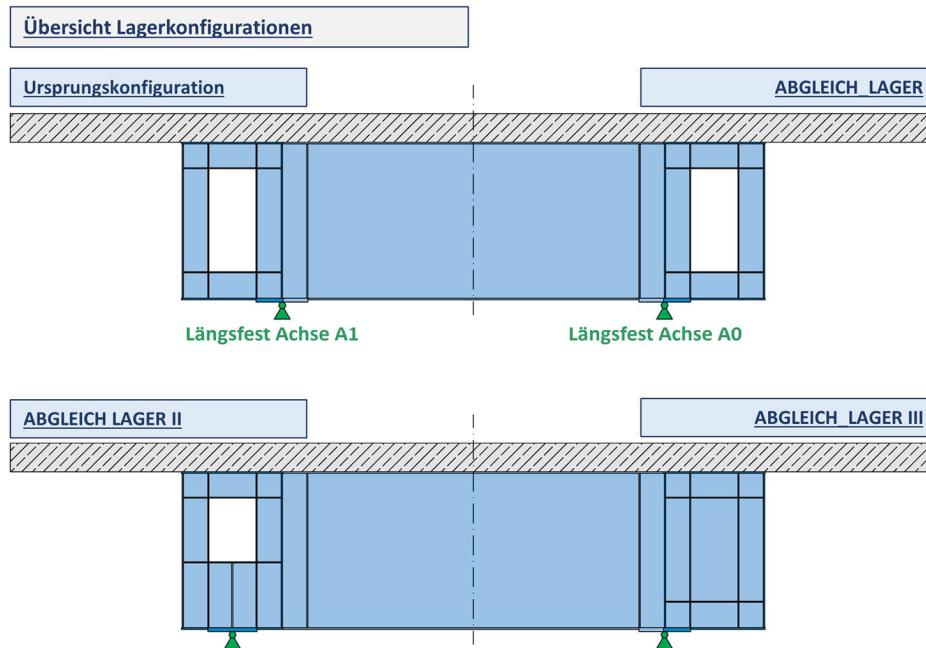 Übersicht Lagerkonfigurationen
Ursprungskonfiguration
ABGLEICH_LAGER
Längsfest Achse A1
Längsfest Achse A0
ABGLEICH LAGER II
ABGLEICH_LAGER III